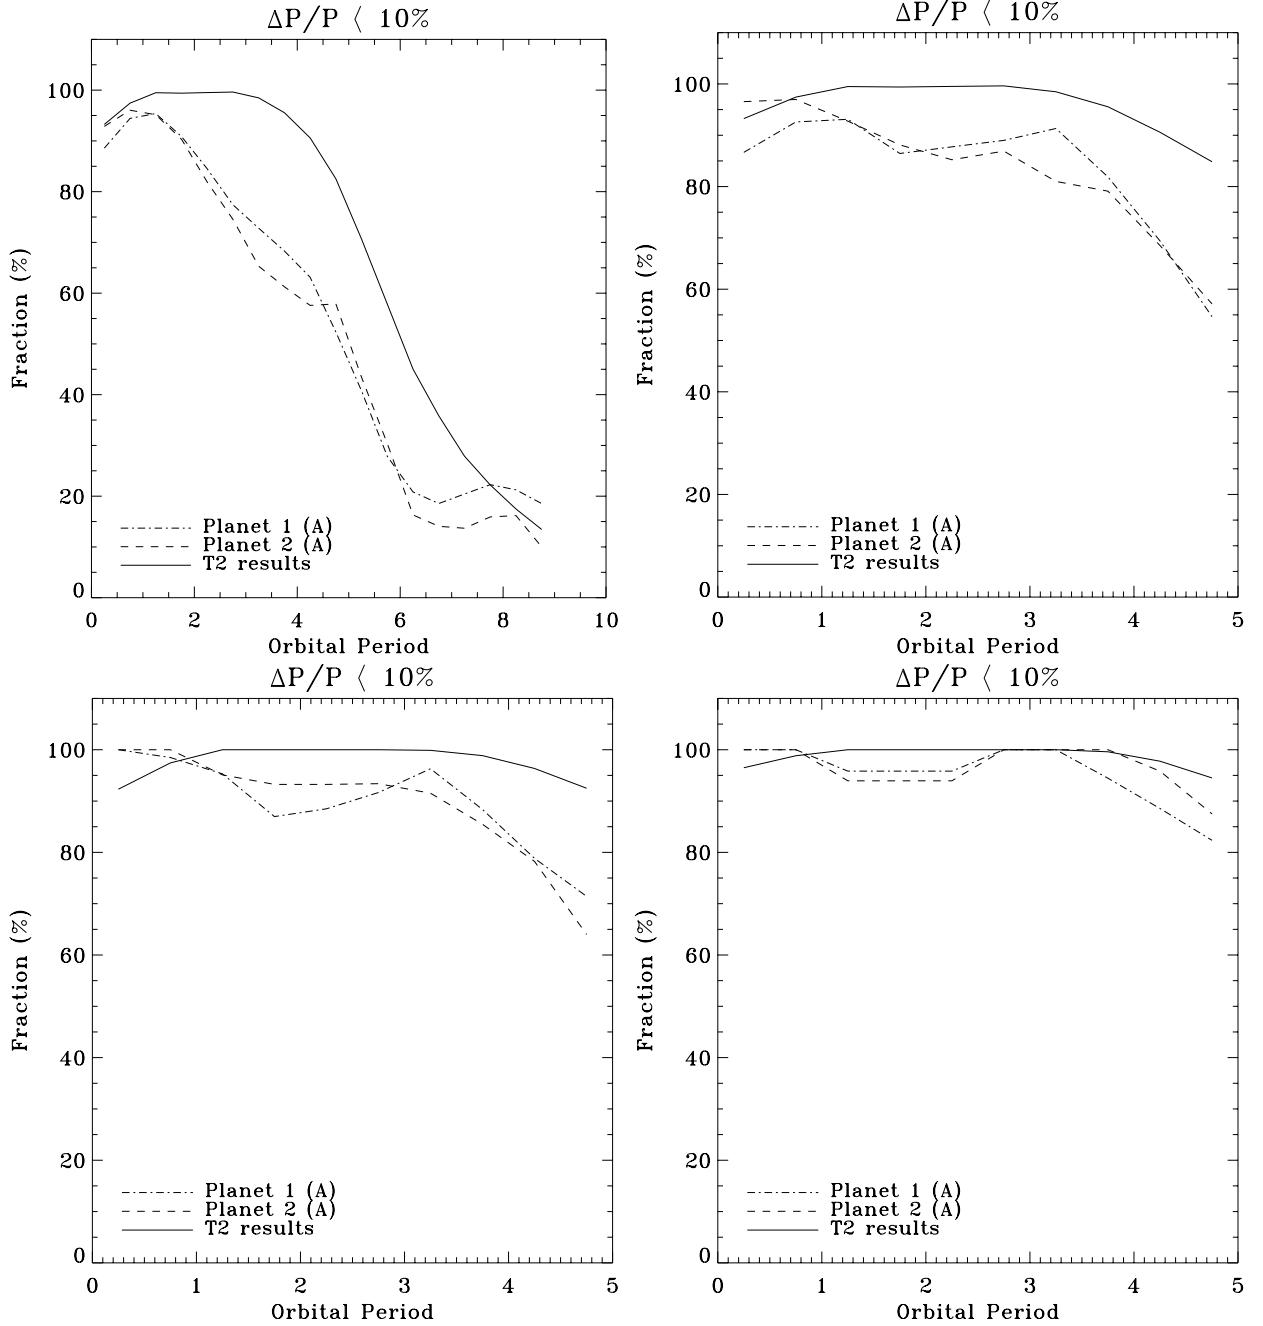 ΔP/P < 10%
100
80
60
40
20
0
Fraction (%)
Planet 1 (A)
Planet 2 (A)
T2 results
0 2 4 6 8 10
Orbital Period
ΔP/P < 10%
100
80
60
40
20
0
Fraction (%)
Planet 1 (A)
Planet 2 (A)
T2 results
0 1 2 3 4 5
Orbital Period
ΔP/P < 10%
100
80
60
40
20
0
Fraction (%)
Planet 1 (A)
Planet 2 (A)
T2 results
0 1 2 3 4 5
Orbital Period
ΔP/P < 10%
100
80
60
40
20
0
Fraction (%)
Planet 1 (A)
Planet 2 (A)
T2 results
0 1 2 3 4 5
Orbital Period